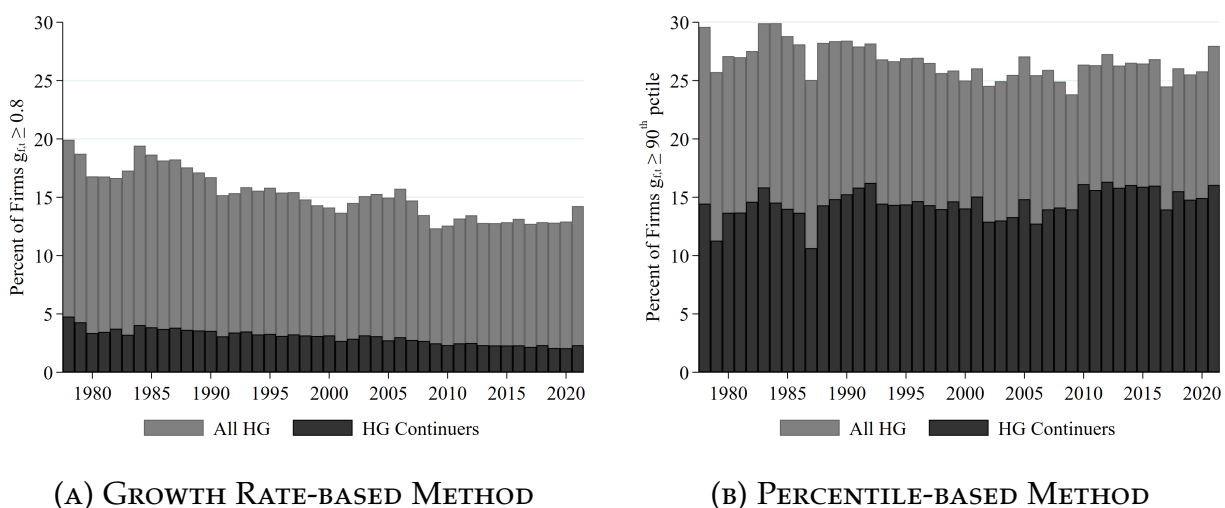 30
25
20
15
10
5
0
Percent of Firms g_{f,t} ≥ 0.8
1980 1985 1990 1995 2000 2005 2010 2015 2020
All HG HG Continuers
(A) GROWTH RATE-BASED METHOD
30
25
20
15
10
5
0
Percent of Firms g_{f,t} ≥ 90^{th} pctile
1980 1985 1990 1995 2000 2005 2010 2015 2020
All HG HG Continuers
(B) PERCENTILE-BASED METHOD